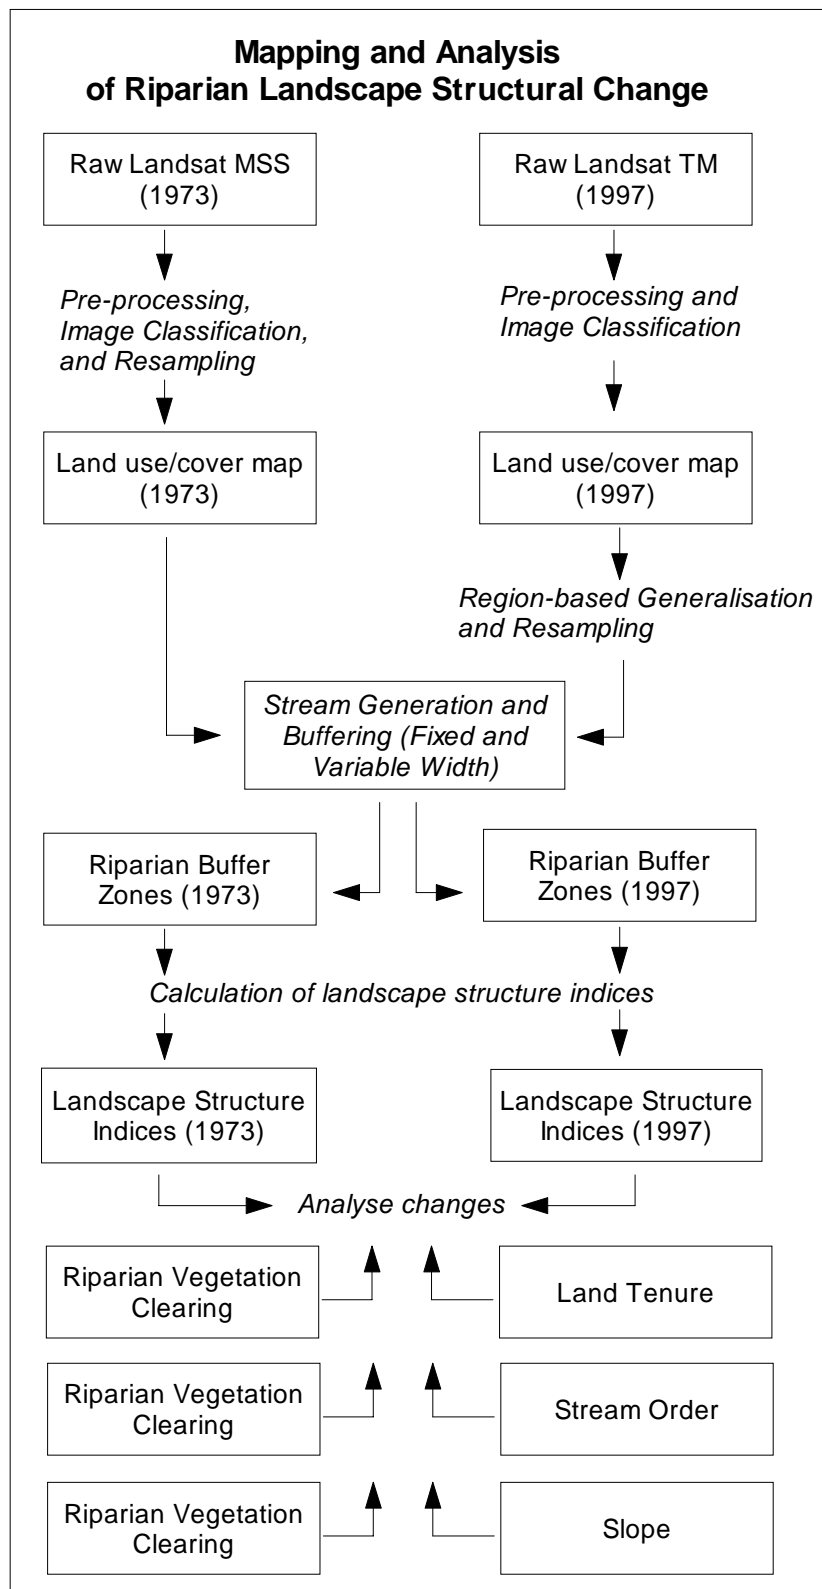 Mapping and Analysis
of Riparian Landscape Structural Change
Raw Landsat MSS
(1973)
Raw Landsat TM
(1997)
Pre-processing,
Image Classification,
and Resampling
Pre-processing and
Image Classification
Land use/cover map
(1973)
Land use/cover map
(1997)
Region-based Generalisation
and Resampling
Stream Generation and
Buffering (Fixed and
Variable Width)
Riparian Buffer
Zones (1973)
Riparian Buffer
Zones (1997)
Calculation of landscape structure indices
Landscape Structure
Indices (1973)
Landscape Structure
Indices (1997)
Analyse changes
Riparian Vegetation
Clearing
Land Tenure
Riparian Vegetation
Clearing
Stream Order
Riparian Vegetation
Clearing
Slope